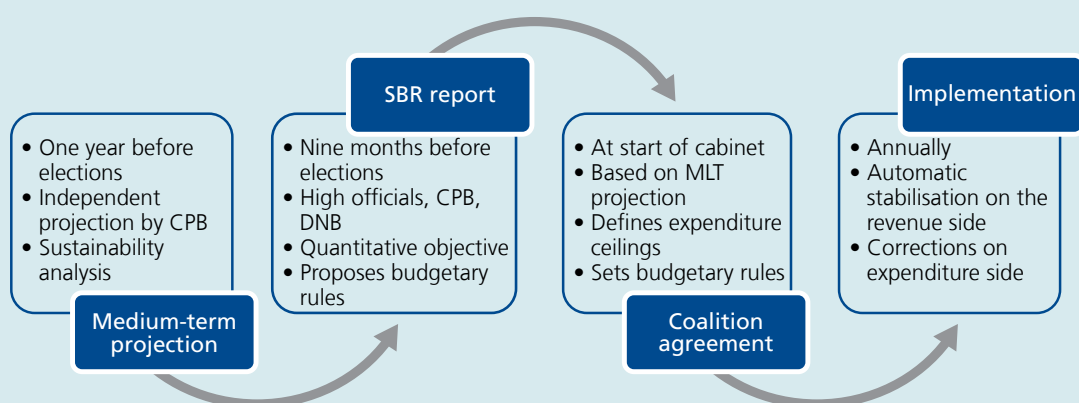 • One year before
elections
• Independent
projection by CPB
• Sustainability
analysis
Medium-term
projection
SBR report
• Nine months before
elections
• High officials, CPB,
DNB
• Quantitative objective
• Proposes budgetary
rules
• At start of cabinet
• Based on MLT
projection
• Defines expenditure
ceilings
• Sets budgetary rules
Coalition
agreement
Implementation
• Annually
• Automatic
stabilisation on the
revenue side
• Corrections on
expenditure side